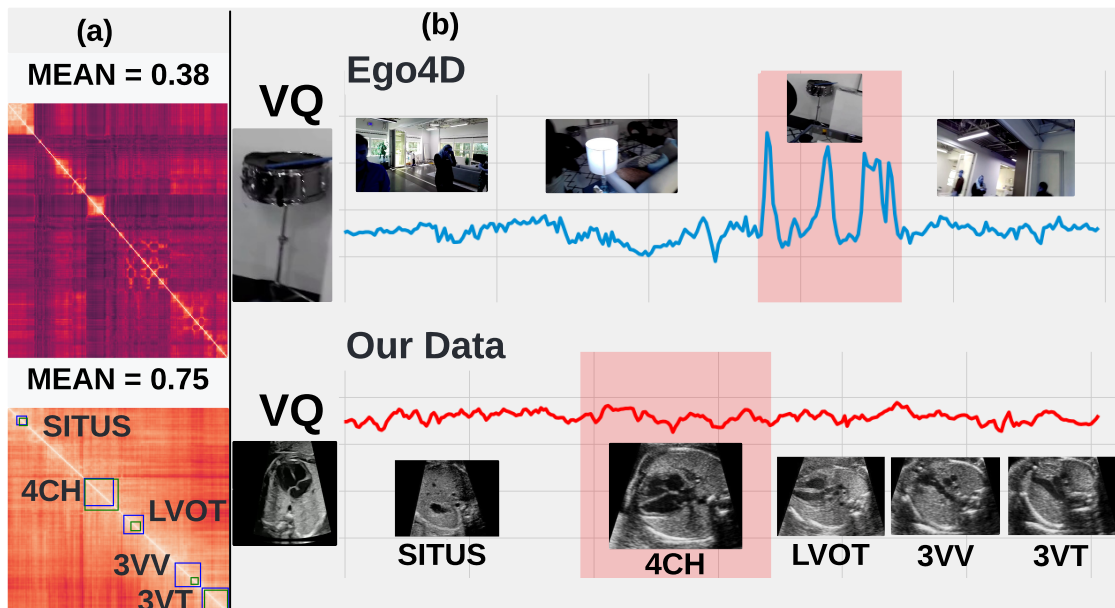 (a)
MEAN = 0.38
MEAN = 0.75
SITUS
4CH
LVOT
3VV
3VT
(b)
Ego4D
VQ
Our Data
VQ
SITUS
4CH
LVOT
3VV
3VT